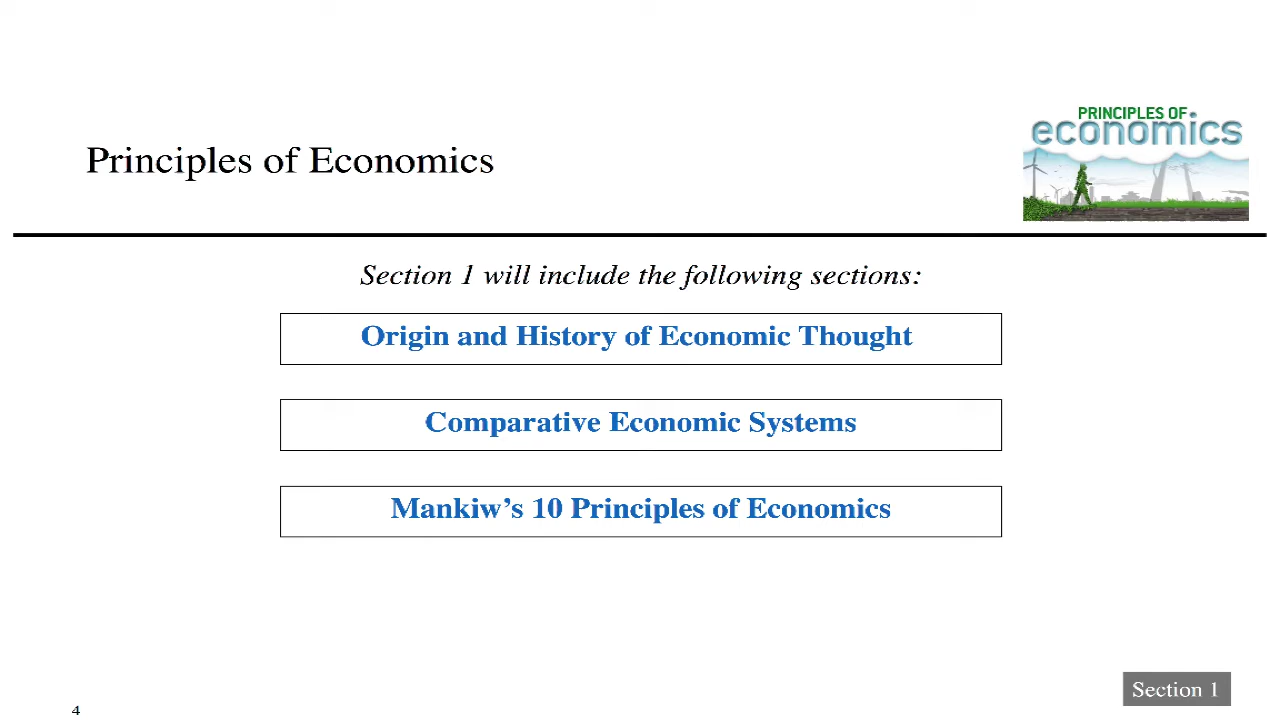 PRINCIPLES OF
economics
Principles of Economics
Section 1 will include the following sections:
Origin and History of Economic Thought
Comparative Economic Systems
Mankiw’s 10 Principles of Economics
Section 1
4